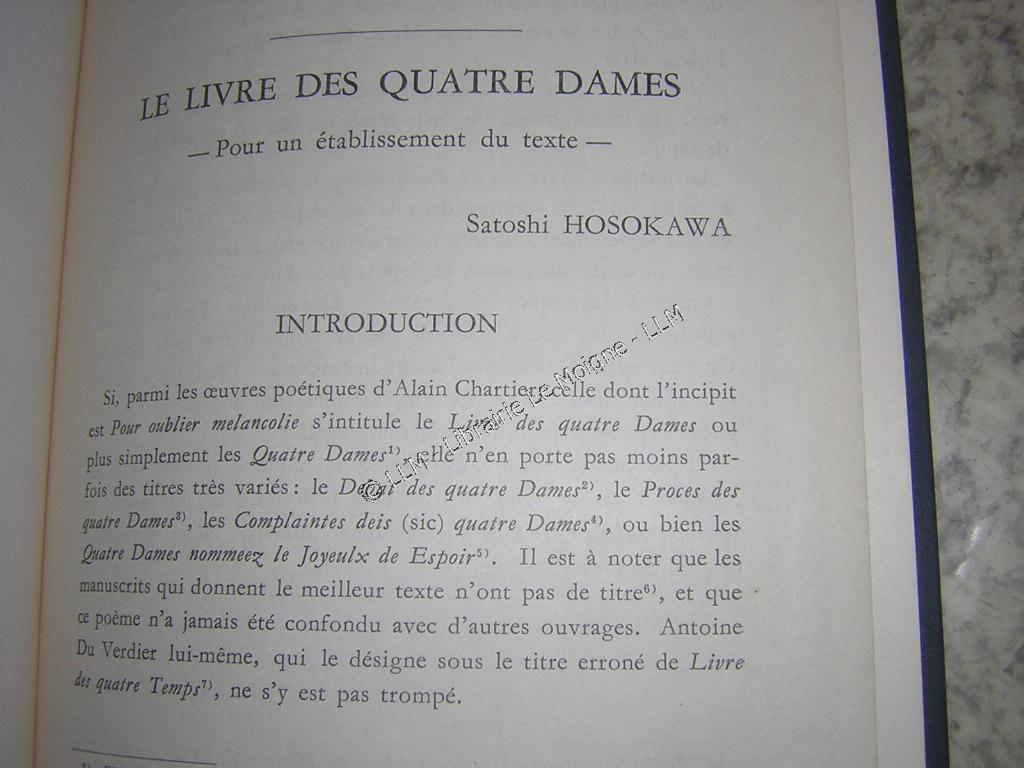 LE LIVRE DES QUATRE DAMES
— Pour un établissement du texte —
Satoshi HOSOKAWA
INTRODUCTION
Si, parmi les œuvres poétiques d'Alain Chartier, celle dont l'incipit
est Pour oublier melancolie s'intitule le Livre des quatre Dames ou
plus simplement les Quatre Dames¹⁾, elle n'en porte pas moins par-
fois des titres très variés : le Debat des quatre Dames²⁾, le Proces des
quatre Dames³⁾, les Complaintes deis (sic) quatre Dames⁴⁾, ou bien les
Quatre Dames nommeez le Joyeulx de Espoir⁵⁾. Il est à noter que les
manuscrits qui donnent le meilleur texte n'ont pas de titre⁶⁾, et que
ce poème n'a jamais été confondu avec d'autres ouvrages. Antoine
Du Verdier lui-même, qui le désigne sous le titre erroné de Livre
des quatre Temps⁷⁾, ne s'y est pas trompé.
© LLM - Librairie Le Moigne - LLM